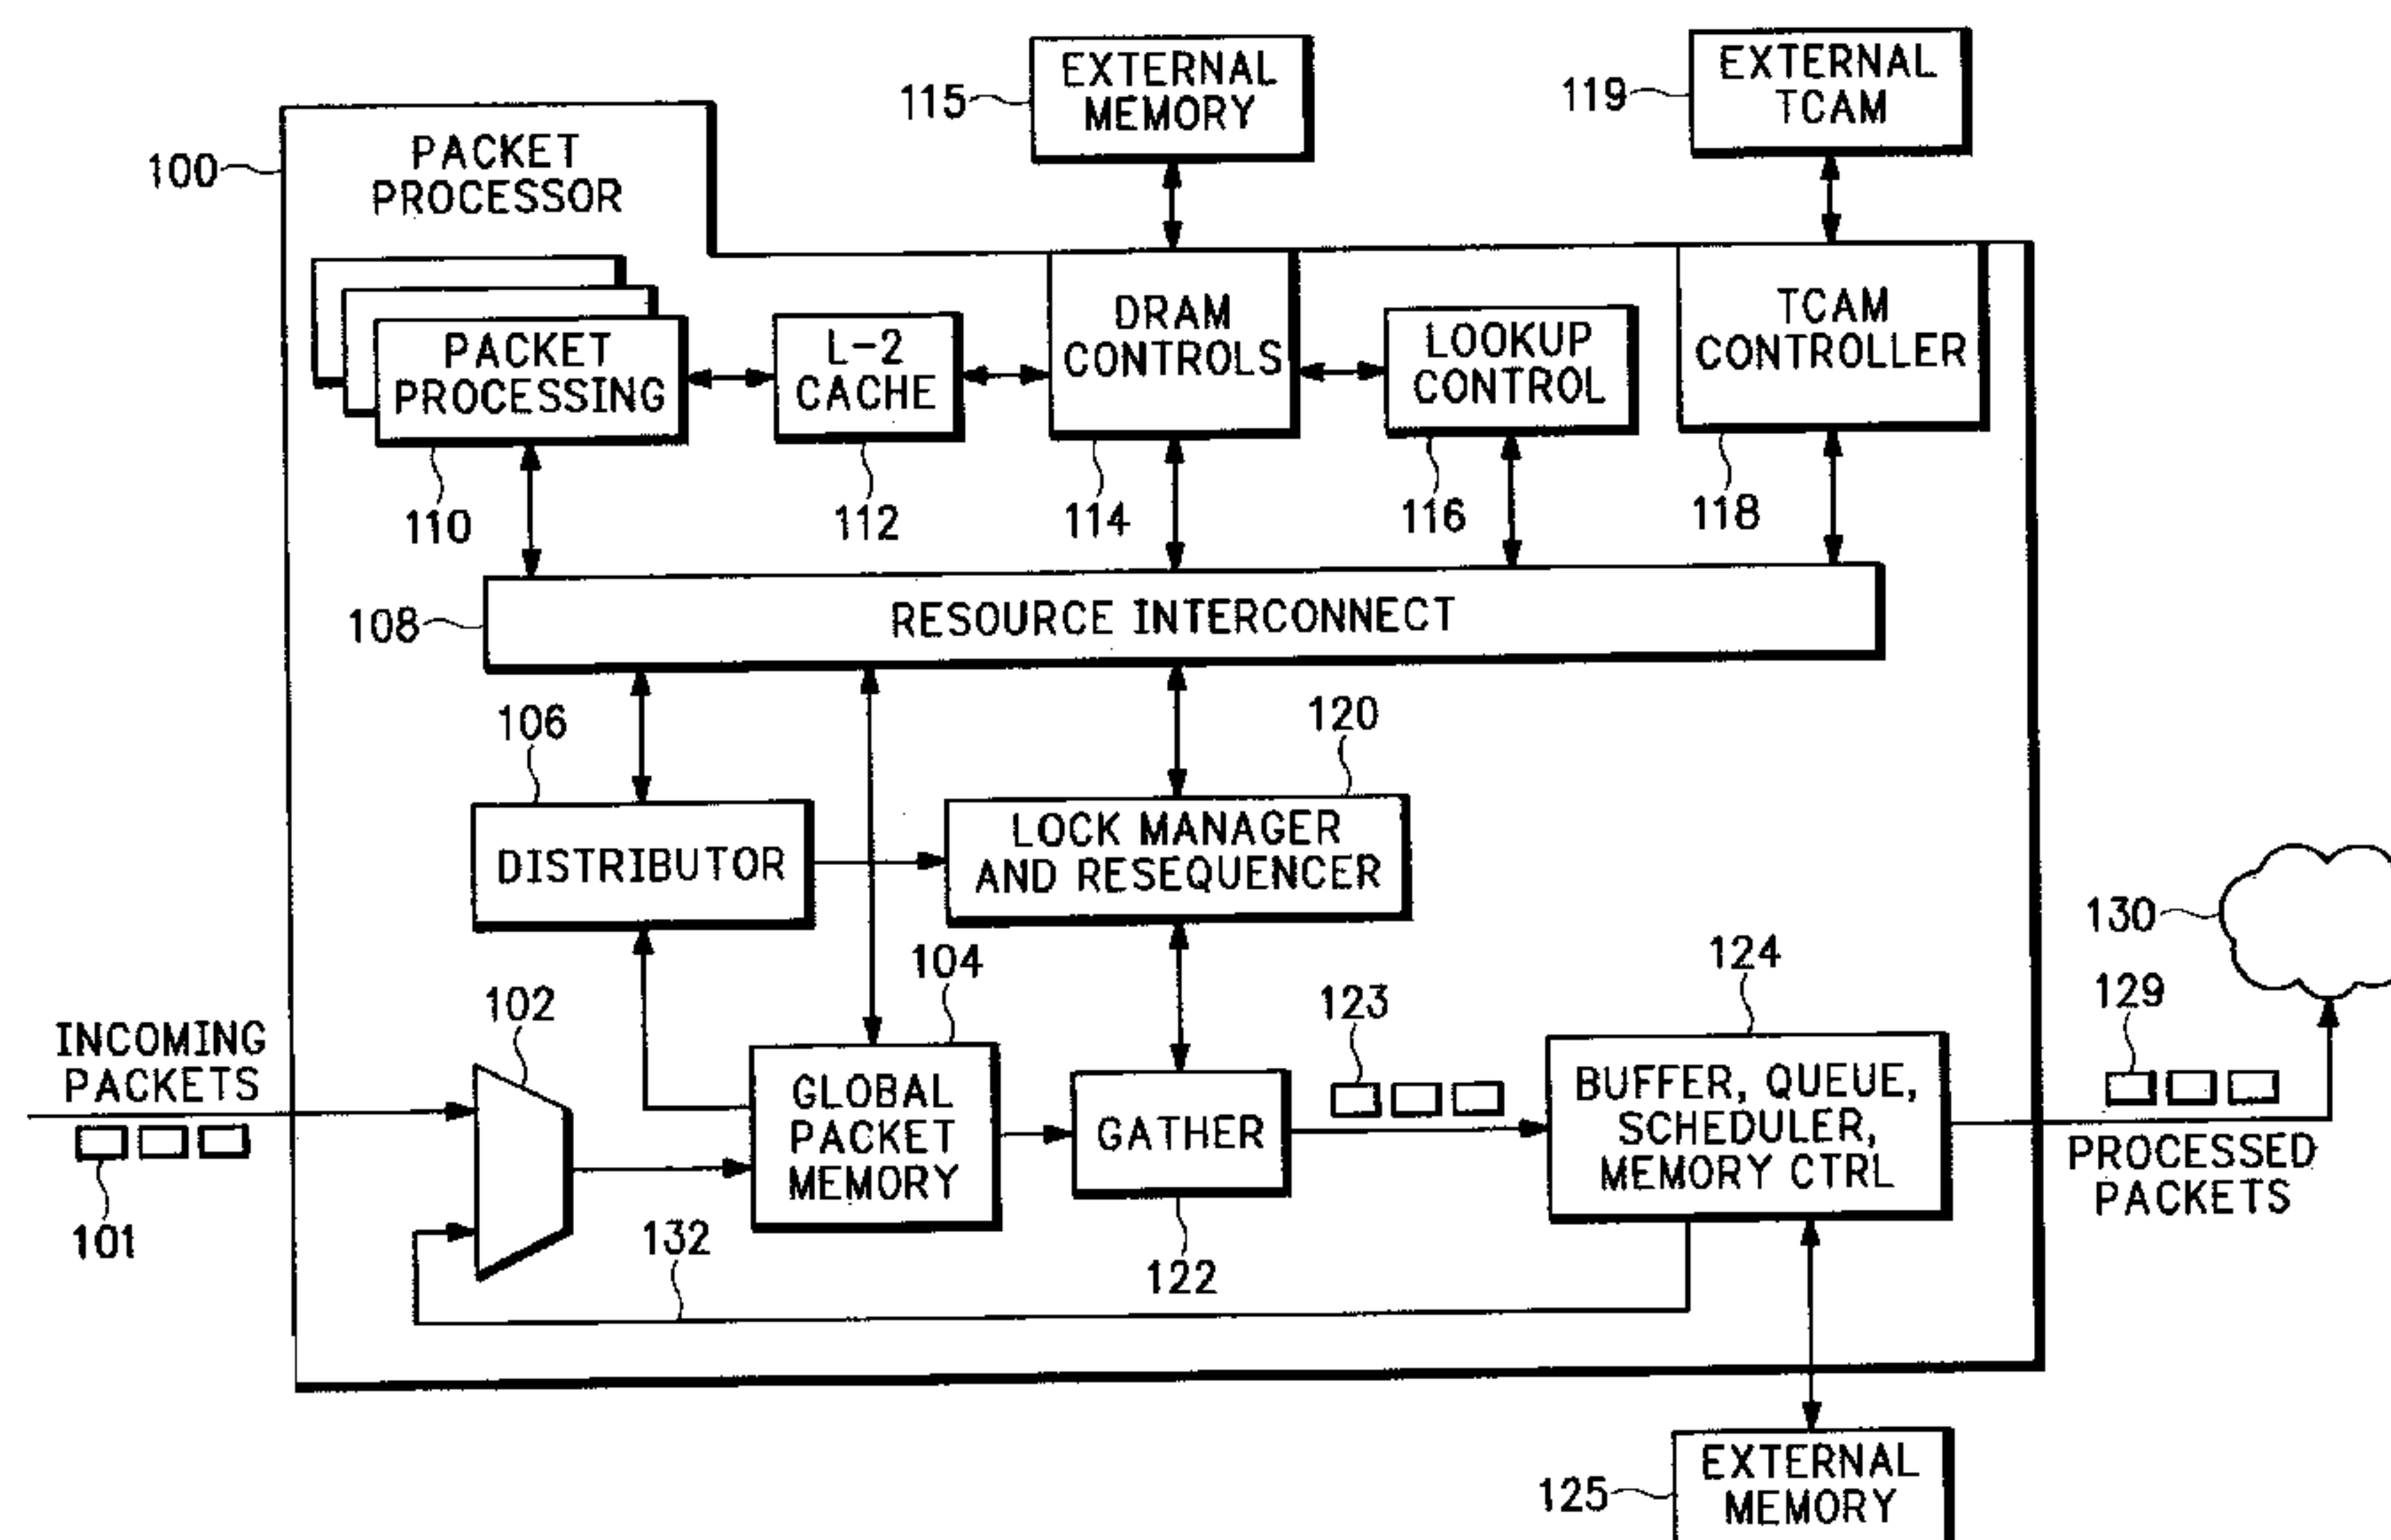 EXTERNAL
MEMORY
115
EXTERNAL
TCAM
119
100
PACKET
PROCESSOR
PACKET
PROCESSING
L-2
CACHE
DRAM
CONTROLS
LOOKUP
CONTROL
TCAM
CONTROLLER
110
112
114
116
118
108
RESOURCE INTERCONNECT
106
120
DISTRIBUTOR
LOCK MANAGER
AND RESEQUENCER
130
104
124
102
123
129
INCOMING
PACKETS
GLOBAL
PACKET
MEMORY
GATHER
BUFFER, QUEUE,
SCHEDULER,
MEMORY CTRL
PROCESSED
PACKETS
101
132
122
EXTERNAL
MEMORY
125